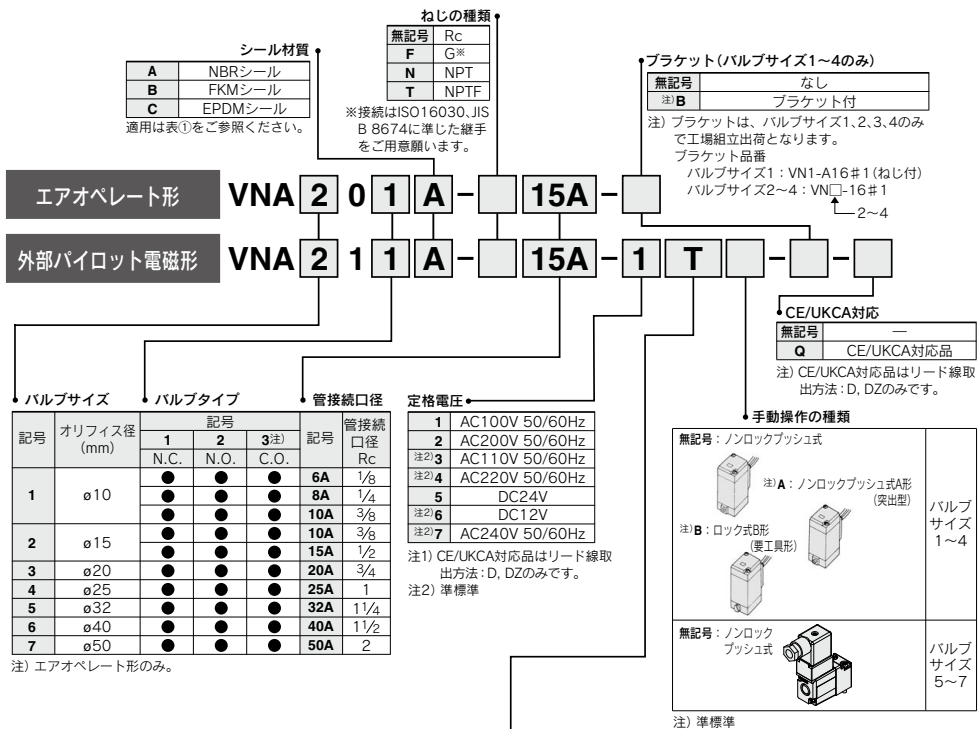 ねじの種類
無記号 Rc
F G※
N NPT
T NPTF
※接続はISO16030、JIS
B 8674に準じた継手
をご用意願います。
シール材質
A NBRシール
B FKMシール
C EPDMシール
適用は表①をご参照ください。
ブラケット(バルブサイズ1〜4のみ)
無記号 なし
注)B ブラケット付
注) ブラケットは、バルブサイズ1、2、3、4のみ
で工場組立出荷となります。
ブラケット品番
バルブサイズ1：VN1-A16♯1(ねじ付)
バルブサイズ2〜4：VN□-16♯1
2〜4
エアオペレート形 VNA 2 0 1 A - □ 15A - □
外部パイロット電磁形 VNA 2 1 1 A - □ 15A - 1 T □ - □ - □
CE/UKCA対応
無記号 —
Q CE/UKCA対応品
注) CE/UKCA対応品はリード線取
出方法：D, DZのみです。
バルブサイズ
バルブタイプ
管接続口径
記号 オリフィス径(mm) 記号 記号 管接続口径Rc
1 2 3注)
N.C. N.O. C.O.
1 ø10 ● ● ● 6A 1/8
● ● ● 8A 1/4
● ● ● 10A 3/8
2 ø15 ● ● ● 10A 3/8
● ● ● 15A 1/2
3 ø20 ● ● ● 20A 3/4
4 ø25 ● ● ● 25A 1
5 ø32 ● ● ● 32A 1 1/4
6 ø40 ● ● ● 40A 1 1/2
7 ø50 ● ● ● 50A 2
注) エアオペレート形のみ。
定格電圧
1 AC100V 50/60Hz
2 AC200V 50/60Hz
注2)3 AC110V 50/60Hz
注2)4 AC220V 50/60Hz
5 DC24V
注2)6 DC12V
注2)7 AC240V 50/60Hz
注1) CE/UKCA対応品はリード線取
出方法：D, DZのみです。
注2) 準標準
手動操作の種類
無記号：ノンロックプッシュ式
注)A：ノンロックプッシュ式A形
(突出型)
注)B：ロック式B形
(要工具形)
バルブ
サイズ
1〜4
無記号：ノンロック
プッシュ式
バルブ
サイズ
5〜7
注) 準標準